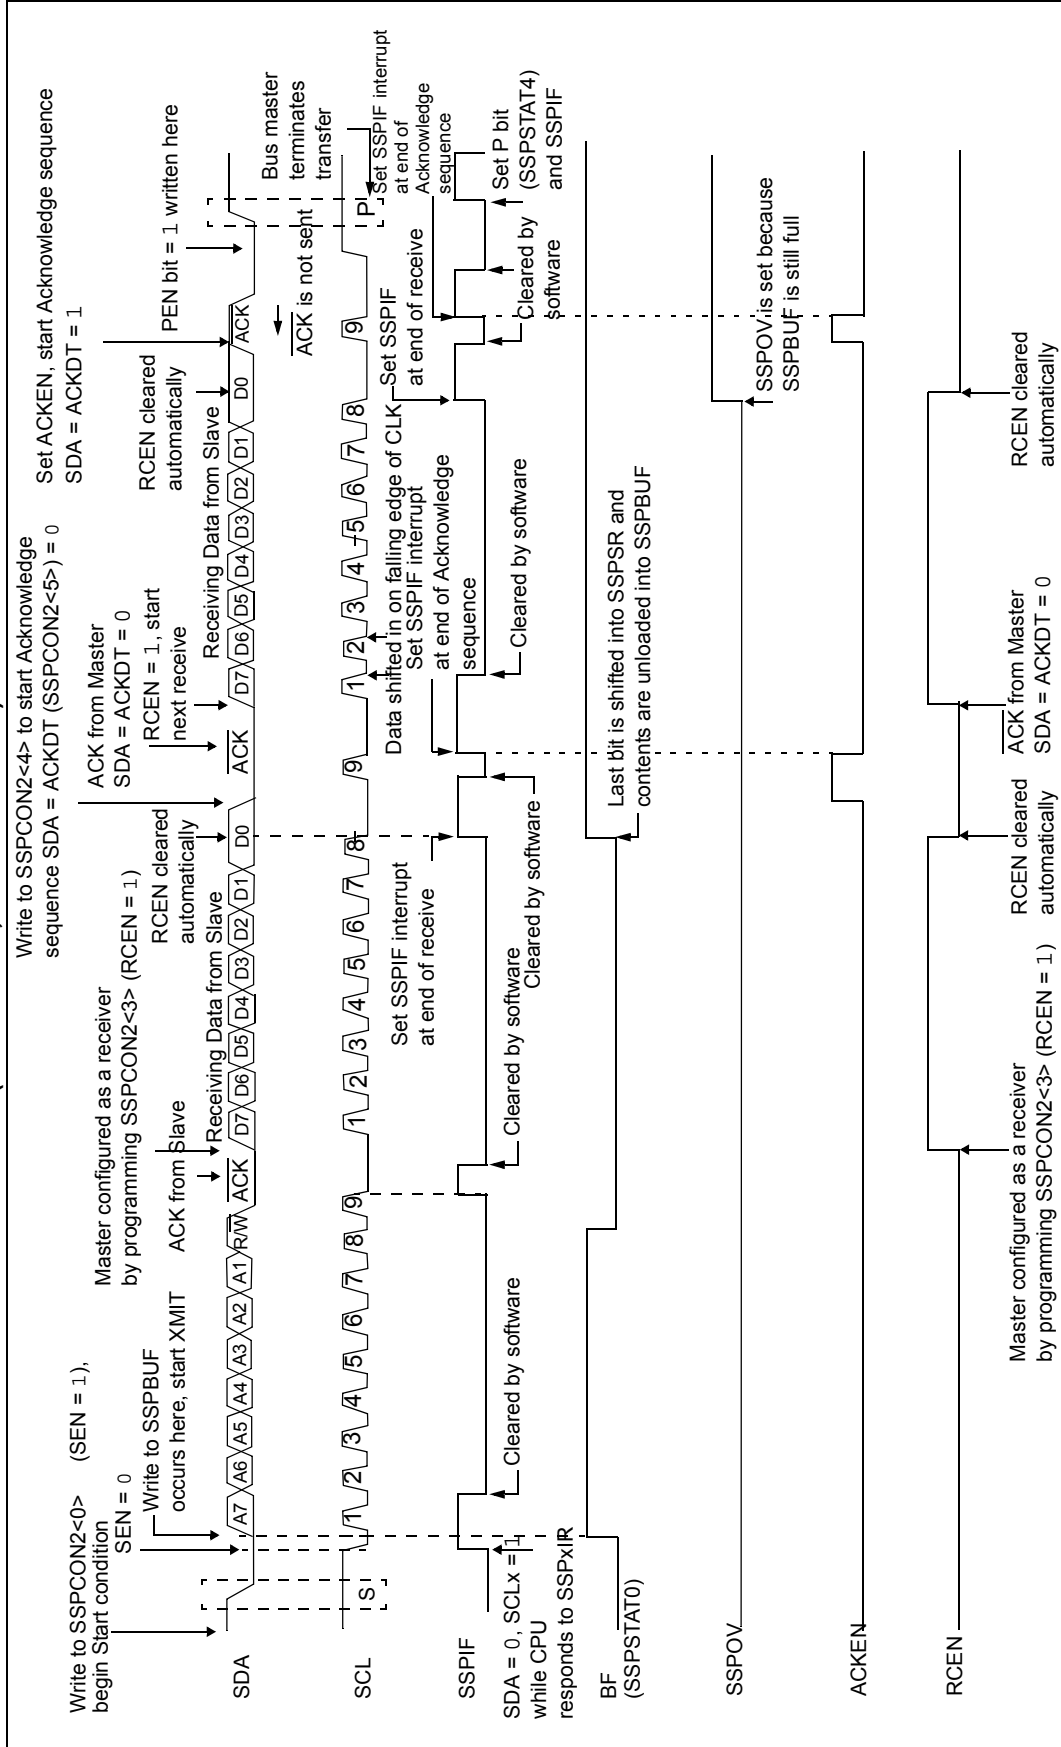 Write to SSPCON2<4> to start Acknowledge
sequence SDA = ACKDT (SSPCON2<5>) = 0
Set ACKEN, start Acknowledge sequence
SDA = ACKDT = 1
Write to SSPCON2<0> (SEN = 1),
begin Start condition
Master configured as a receiver
by programming SSPCON2<3> (RCEN = 1)
ACK from Master
SDA = ACKDT = 0
SEN = 0
Write to SSPBUF
occurs here, start XMIT
ACK from Slave
RCEN cleared
automatically
RCEN = 1, start
next receive
RCEN cleared
automatically
PEN bit = 1 written here
Receiving Data from Slave
Receiving Data from Slave
SDA
A7 A6 A5 A4 A3 A2 A1 R/W ACK D7 D6 D5 D4 D3 D2 D1 D0 ACK D7 D6 D5 D4 D3 D2 D1 D0 ACK
ACK is not sent
Bus master
terminates
transfer
SCL
S 1 2 3 4 5 6 7 8 9 1 2 3 4 5 6 7 8 9 1 2 3 4 5 6 7 8 9 P
Data shifted in on falling edge of CLK
Set SSPIF interrupt
at end of receive
Set SSPIF interrupt
at end of Acknowledge
sequence
Set SSPIF
at end of receive
Set SSPIF interrupt
at end of
Acknowledge
sequence
SSPIF
SDA = 0, SCLx = 1
while CPU
responds to SSPxIR
Cleared by software
Cleared by software
Cleared by software
Cleared by software
Cleared by
software
Set P bit
(SSPSTAT4)
and SSPIF
BF
(SSPSTAT0)
Last bit is shifted into SSPSR and
contents are unloaded into SSPBUF
SSPOV
SSPOV is set because
SSPBUF is still full
ACKEN
RCEN
Master configured as a receiver
by programming SSPCON2<3> (RCEN = 1)
RCEN cleared
automatically
ACK from Master
SDA = ACKDT = 0
RCEN cleared
automatically